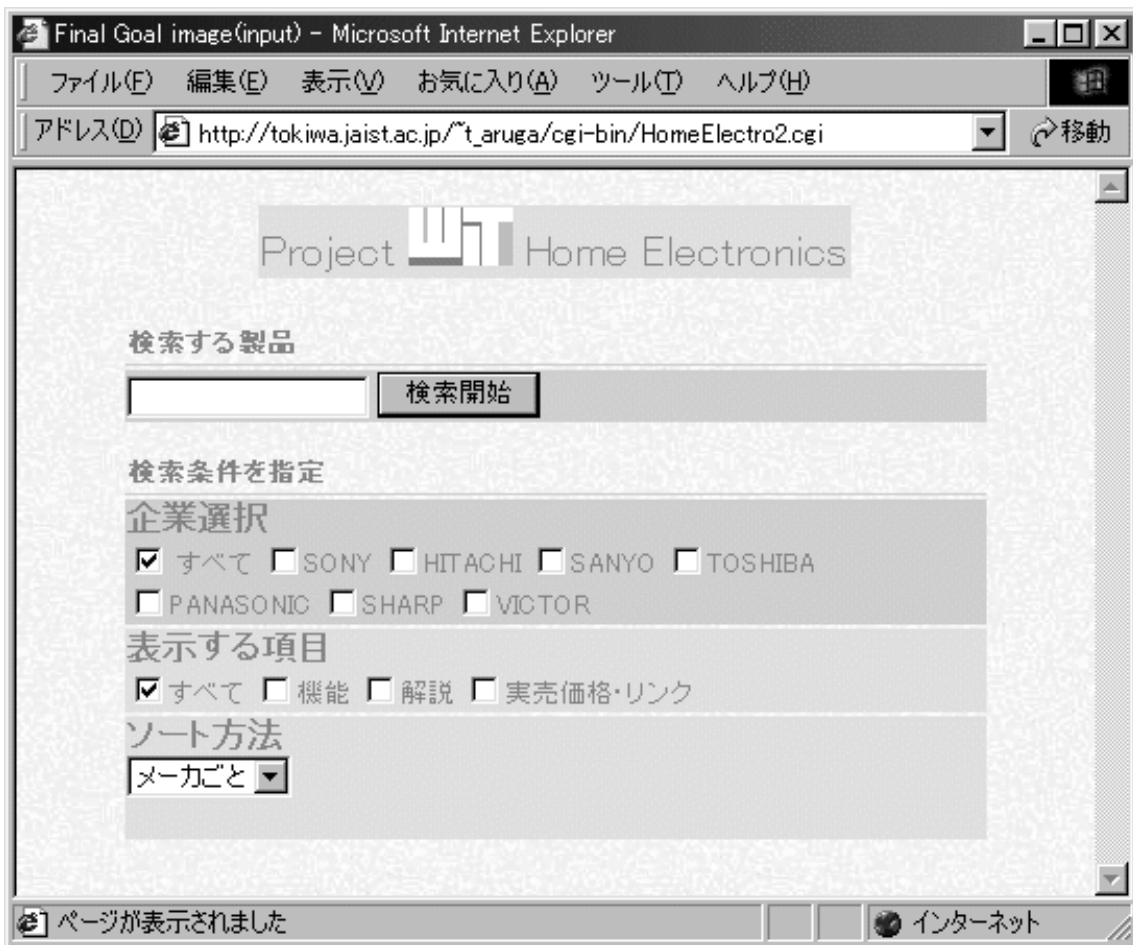 Final Goal image(input) - Microsoft Internet Explorer
ファイル(F) 編集(E) 表示(V) お気に入り(A) ツール(T) ヘルプ(H)
アドレス(D) http://tokiwa.jaist.ac.jp/~t_aruga/cgi-bin/HomeElectro2.cgi 移動
Project Home Electronics
検索する製品
検索開始
検索条件を指定
企業選択
すべて SONY HITACHI SANYO TOSHIBA
PANASONIC SHARP VICTOR
表示する項目
すべて 機能 解説 実売価格・リンク
ソート方法
メーカごと
ページが表示されました インターネット